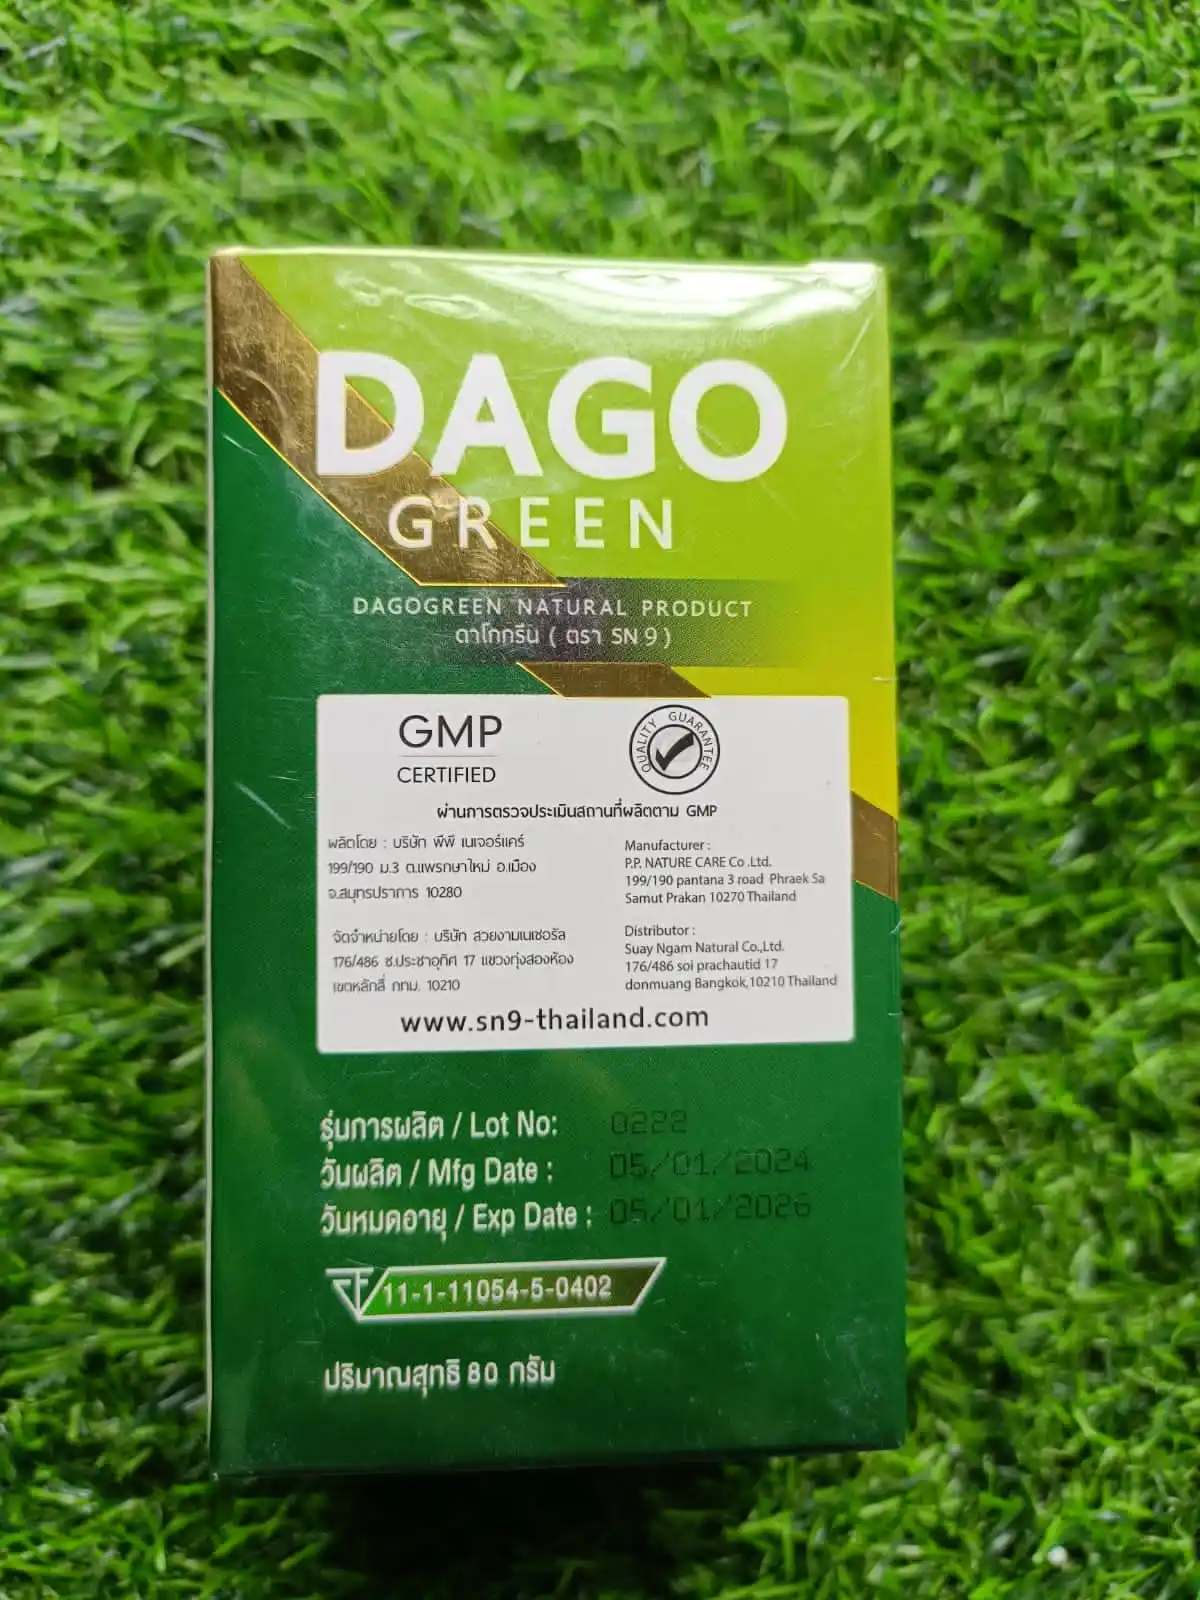 DAGO
GREEN
DAGOGREEN NATURAL PRODUCT
ดาโกกรีน ( ตรา SN 9 )
GMP
CERTIFIED
QUALITY GUARANTEE
ผ่านการตรวจประเมินสถานที่ผลิตตาม GMP
ผลิตโดย : บริษัท พีพี เนเจอร์แคร์
199/190 ม.3 ต.แพรกษาใหม่ อ.เมือง
จ.สมุทรปราการ 10280
จัดจำหน่ายโดย : บริษัท สวยงามเนเชอรัล
176/486 ซ.ประชาอุทิศ 17 แขวงทุ่งสองห้อง
เขตหลักสี่ กทม. 10210
Manufacturer :
P.P. NATURE CARE Co .Ltd.
199/190 pantana 3 road Phraek Sa
Samut Prakan 10270 Thailand
Distributor :
Suay Ngam Natural Co.,Ltd.
176/486 soi prachautid 17
donmuang Bangkok,10210 Thailand
www.sn9-thailand.com
รุ่นการผลิต / Lot No: 0222
วันผลิต / Mfg Date : 05/01/2024
วันหมดอายุ / Exp Date : 05/01/2026
11-1-11054-5-0402
ปริมาณสุทธิ 80 กรัม